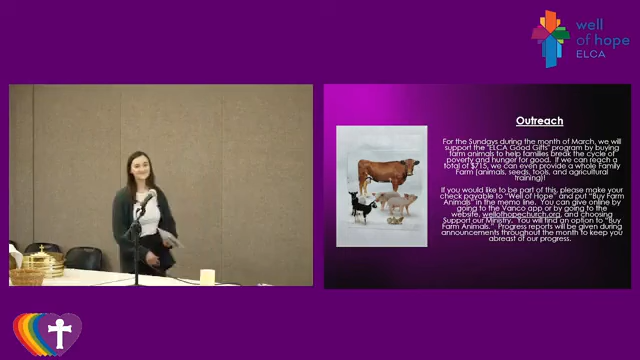 well
of hope
ELCA
Outreach
For the Sundays during the month of March, we will
support the "ELCA Good Gifts" program by buying
farm animals to help families break the cycle of
poverty and hunger for good. If we can reach a
total of $715, we can even provide a whole Family
Farm (animals, seeds, tools, and agricultural
training)!
If you would like to be part of this, please make your
check payable to "Well of Hope" and put "Buy Farm
Animals" in the memo line. You can give online by
going to the Vanco app or by going to the
website, wellofhopechurch.org, and choosing
Support our Ministry. You will find an option to "Buy
Farm Animals." Progress reports will be given during
announcements throughout the month to keep you
abreast of our progress.